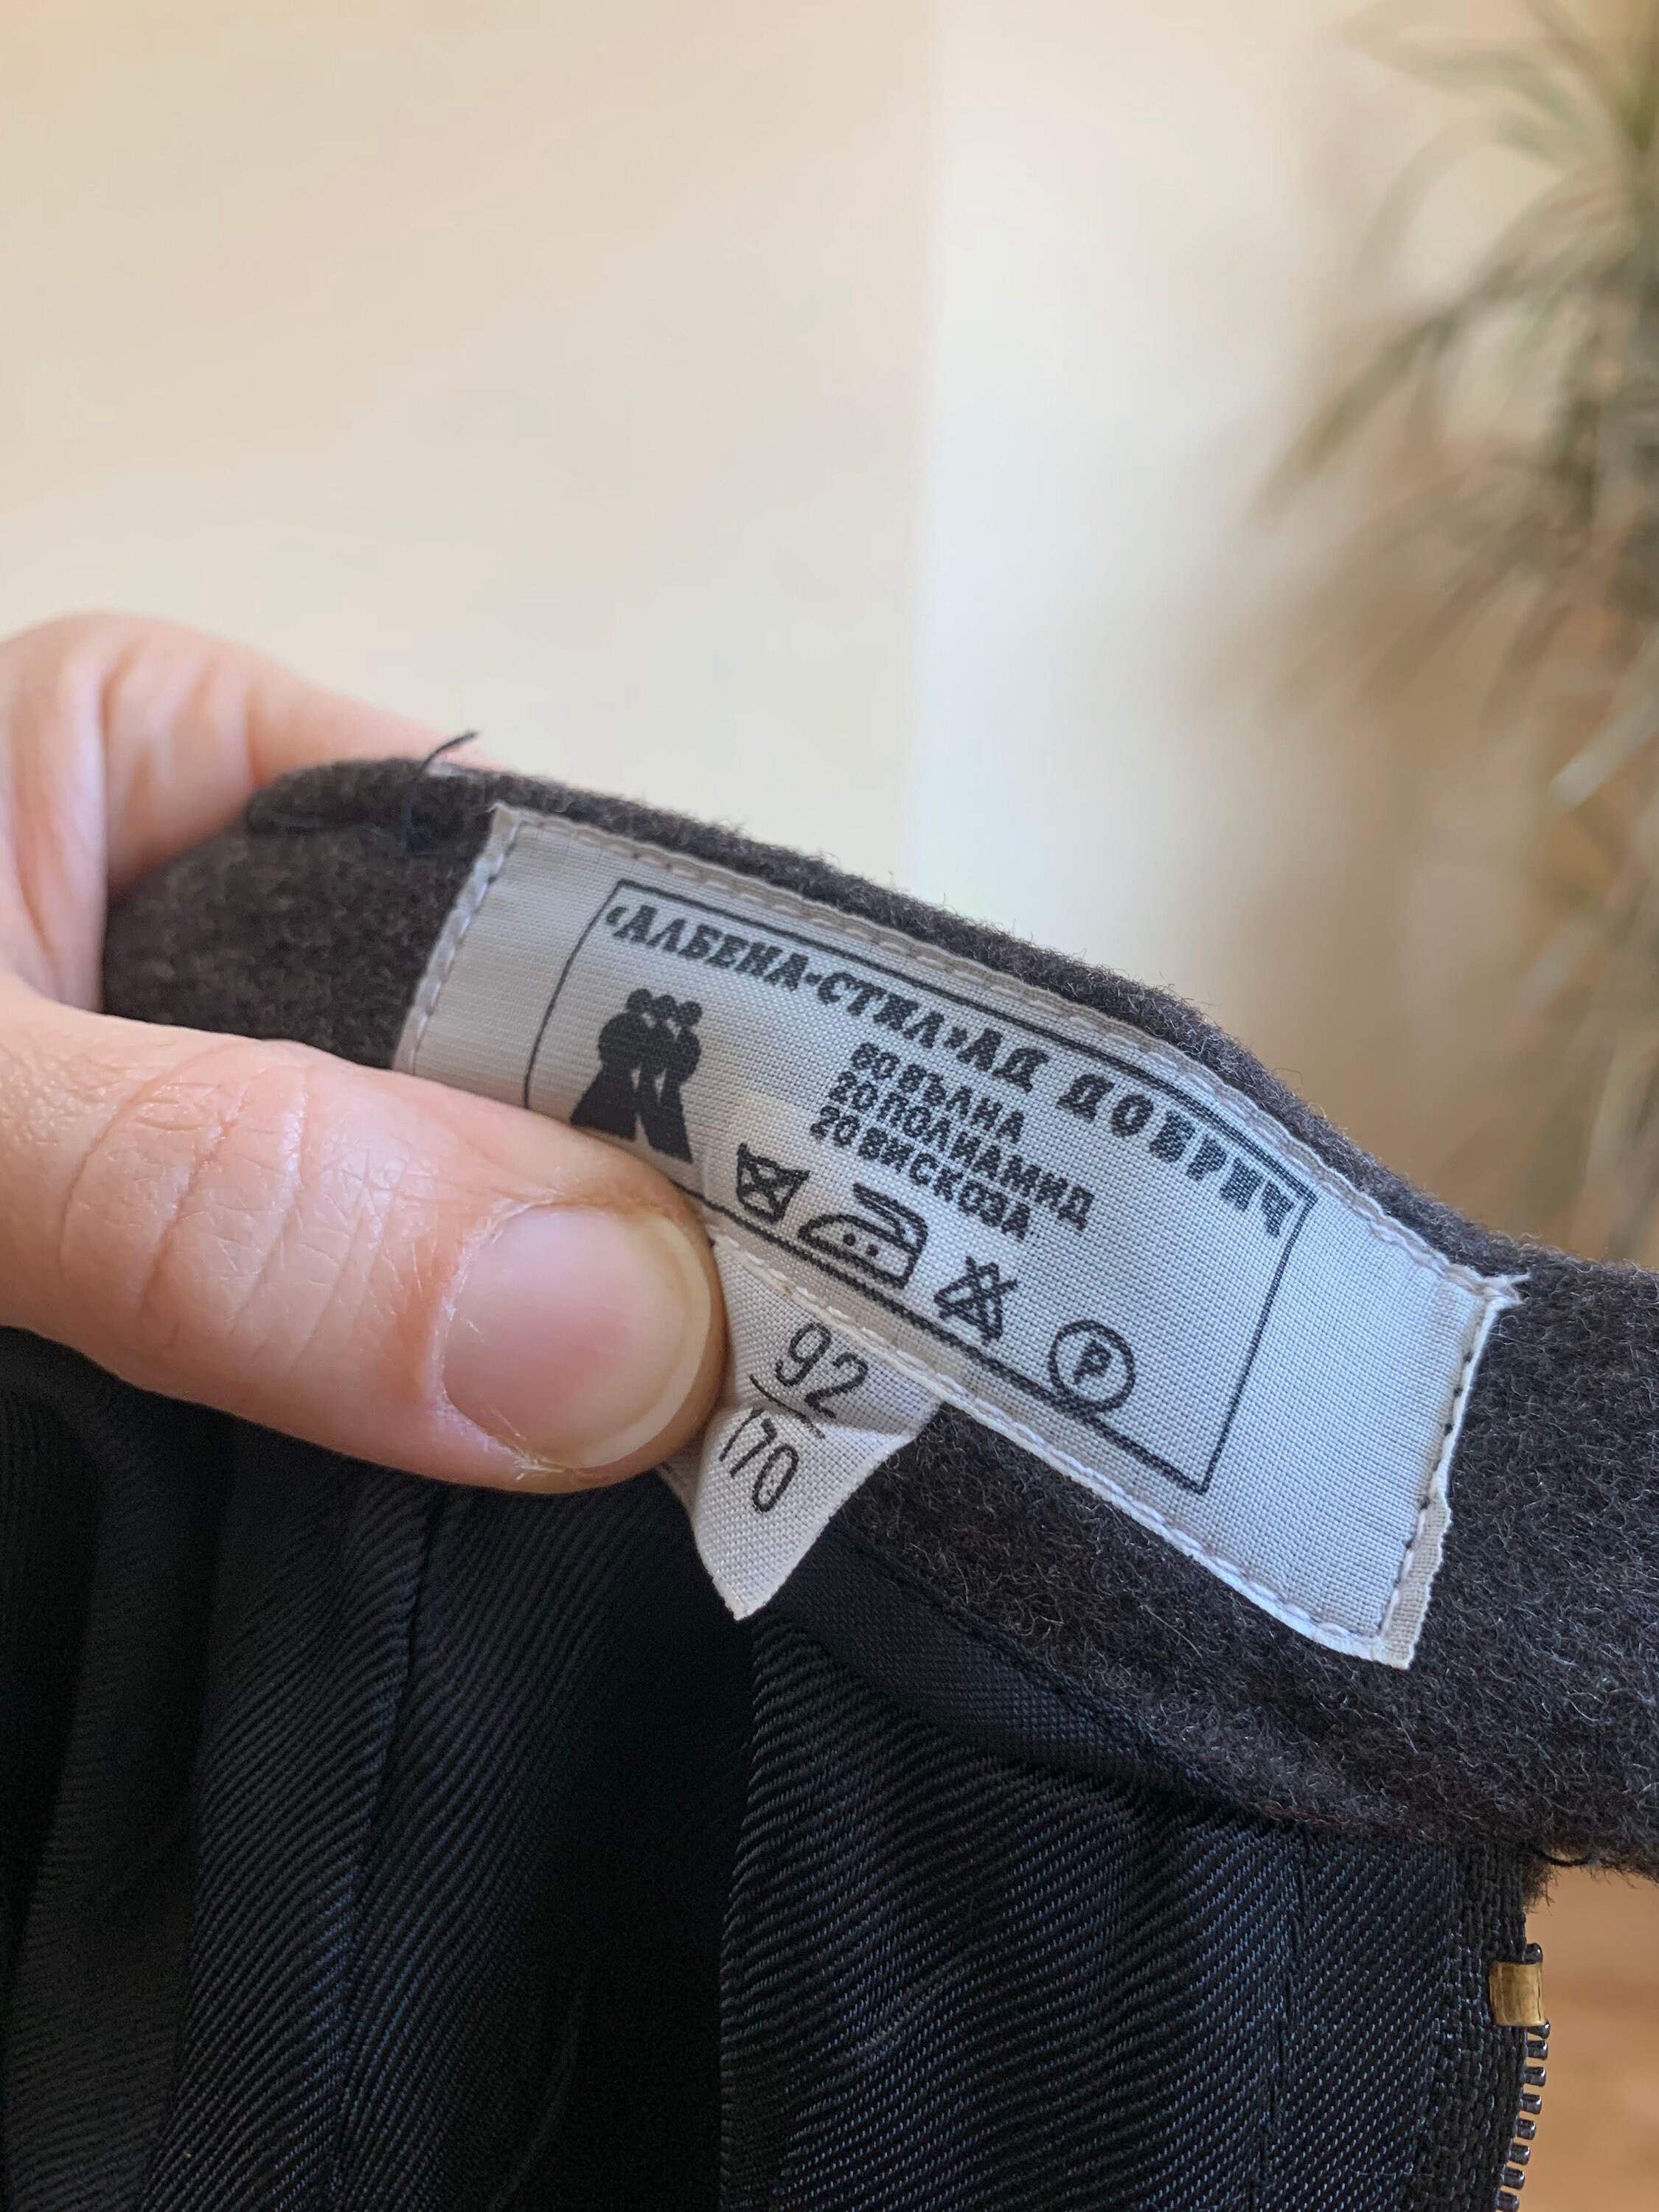 «АЛБЕНА-СТИЛ»АД ДОБРИЧ
60 ВЪЛНА
20 ПОЛИАМИД
20 ВИСКОЗА
P
92
170